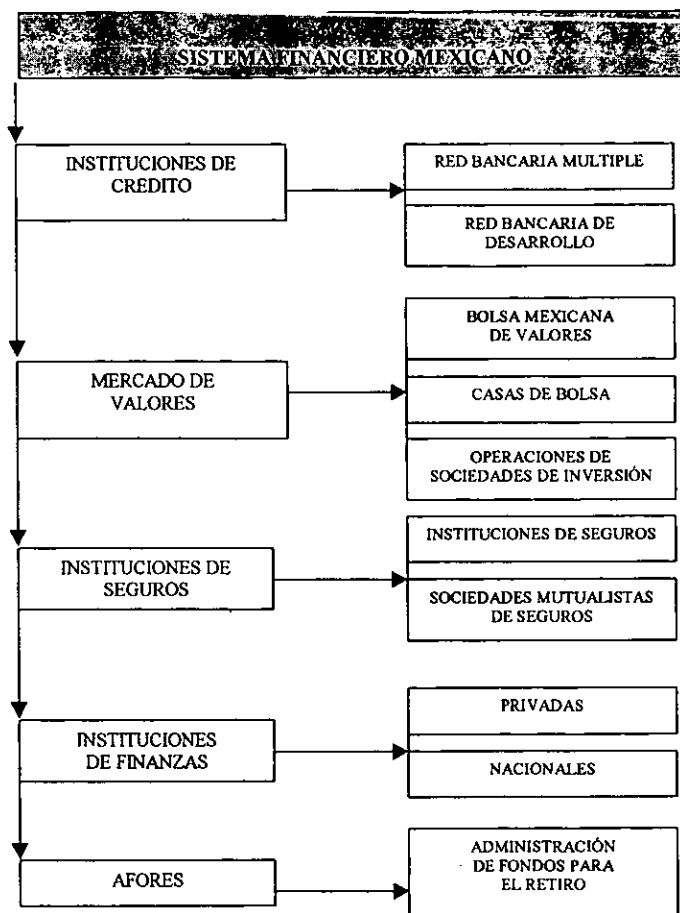 SISTEMA FINANCIERO MEXICANO
INSTITUCIONES DE
CREDITO
RED BANCARIA MULTIPLE
RED BANCARIA DE
DESARROLLO
MERCADO DE
VALORES
BOLSA MEXICANA
DE VALORES
CASAS DE BOLSA
OPERACIONES DE
SOCIEDADES DE INVERSIÓN
INSTITUCIONES DE
SEGUROS
INSTITUCIONES DE SEGUROS
SOCIEDADES MUTUALISTAS
DE SEGUROS
INSTITUCIONES
DE FINANZAS
PRIVADAS
NACIONALES
AFORES
ADMINISTRACIÓN
DE FONDOS PARA
EL RETIRO